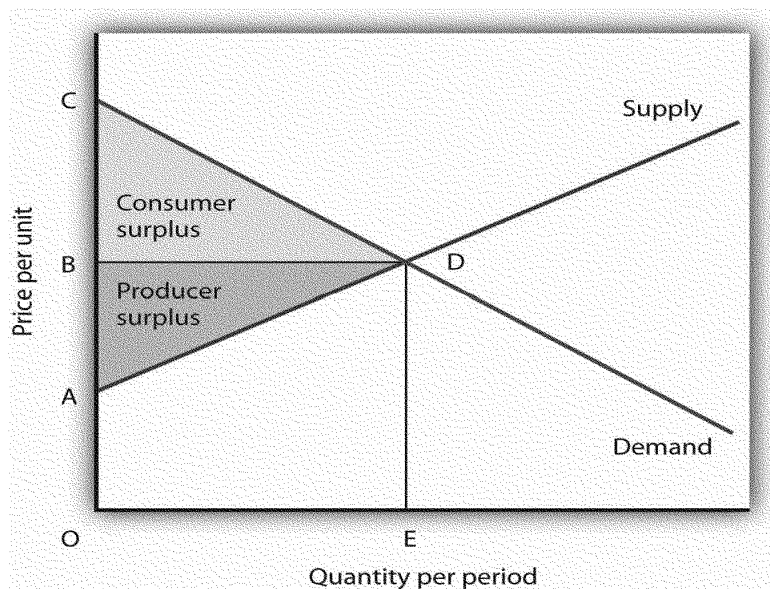 C
Supply
Consumer
surplus
B
D
Producer
surplus
Price per unit
A
Demand
O
E
Quantity per period